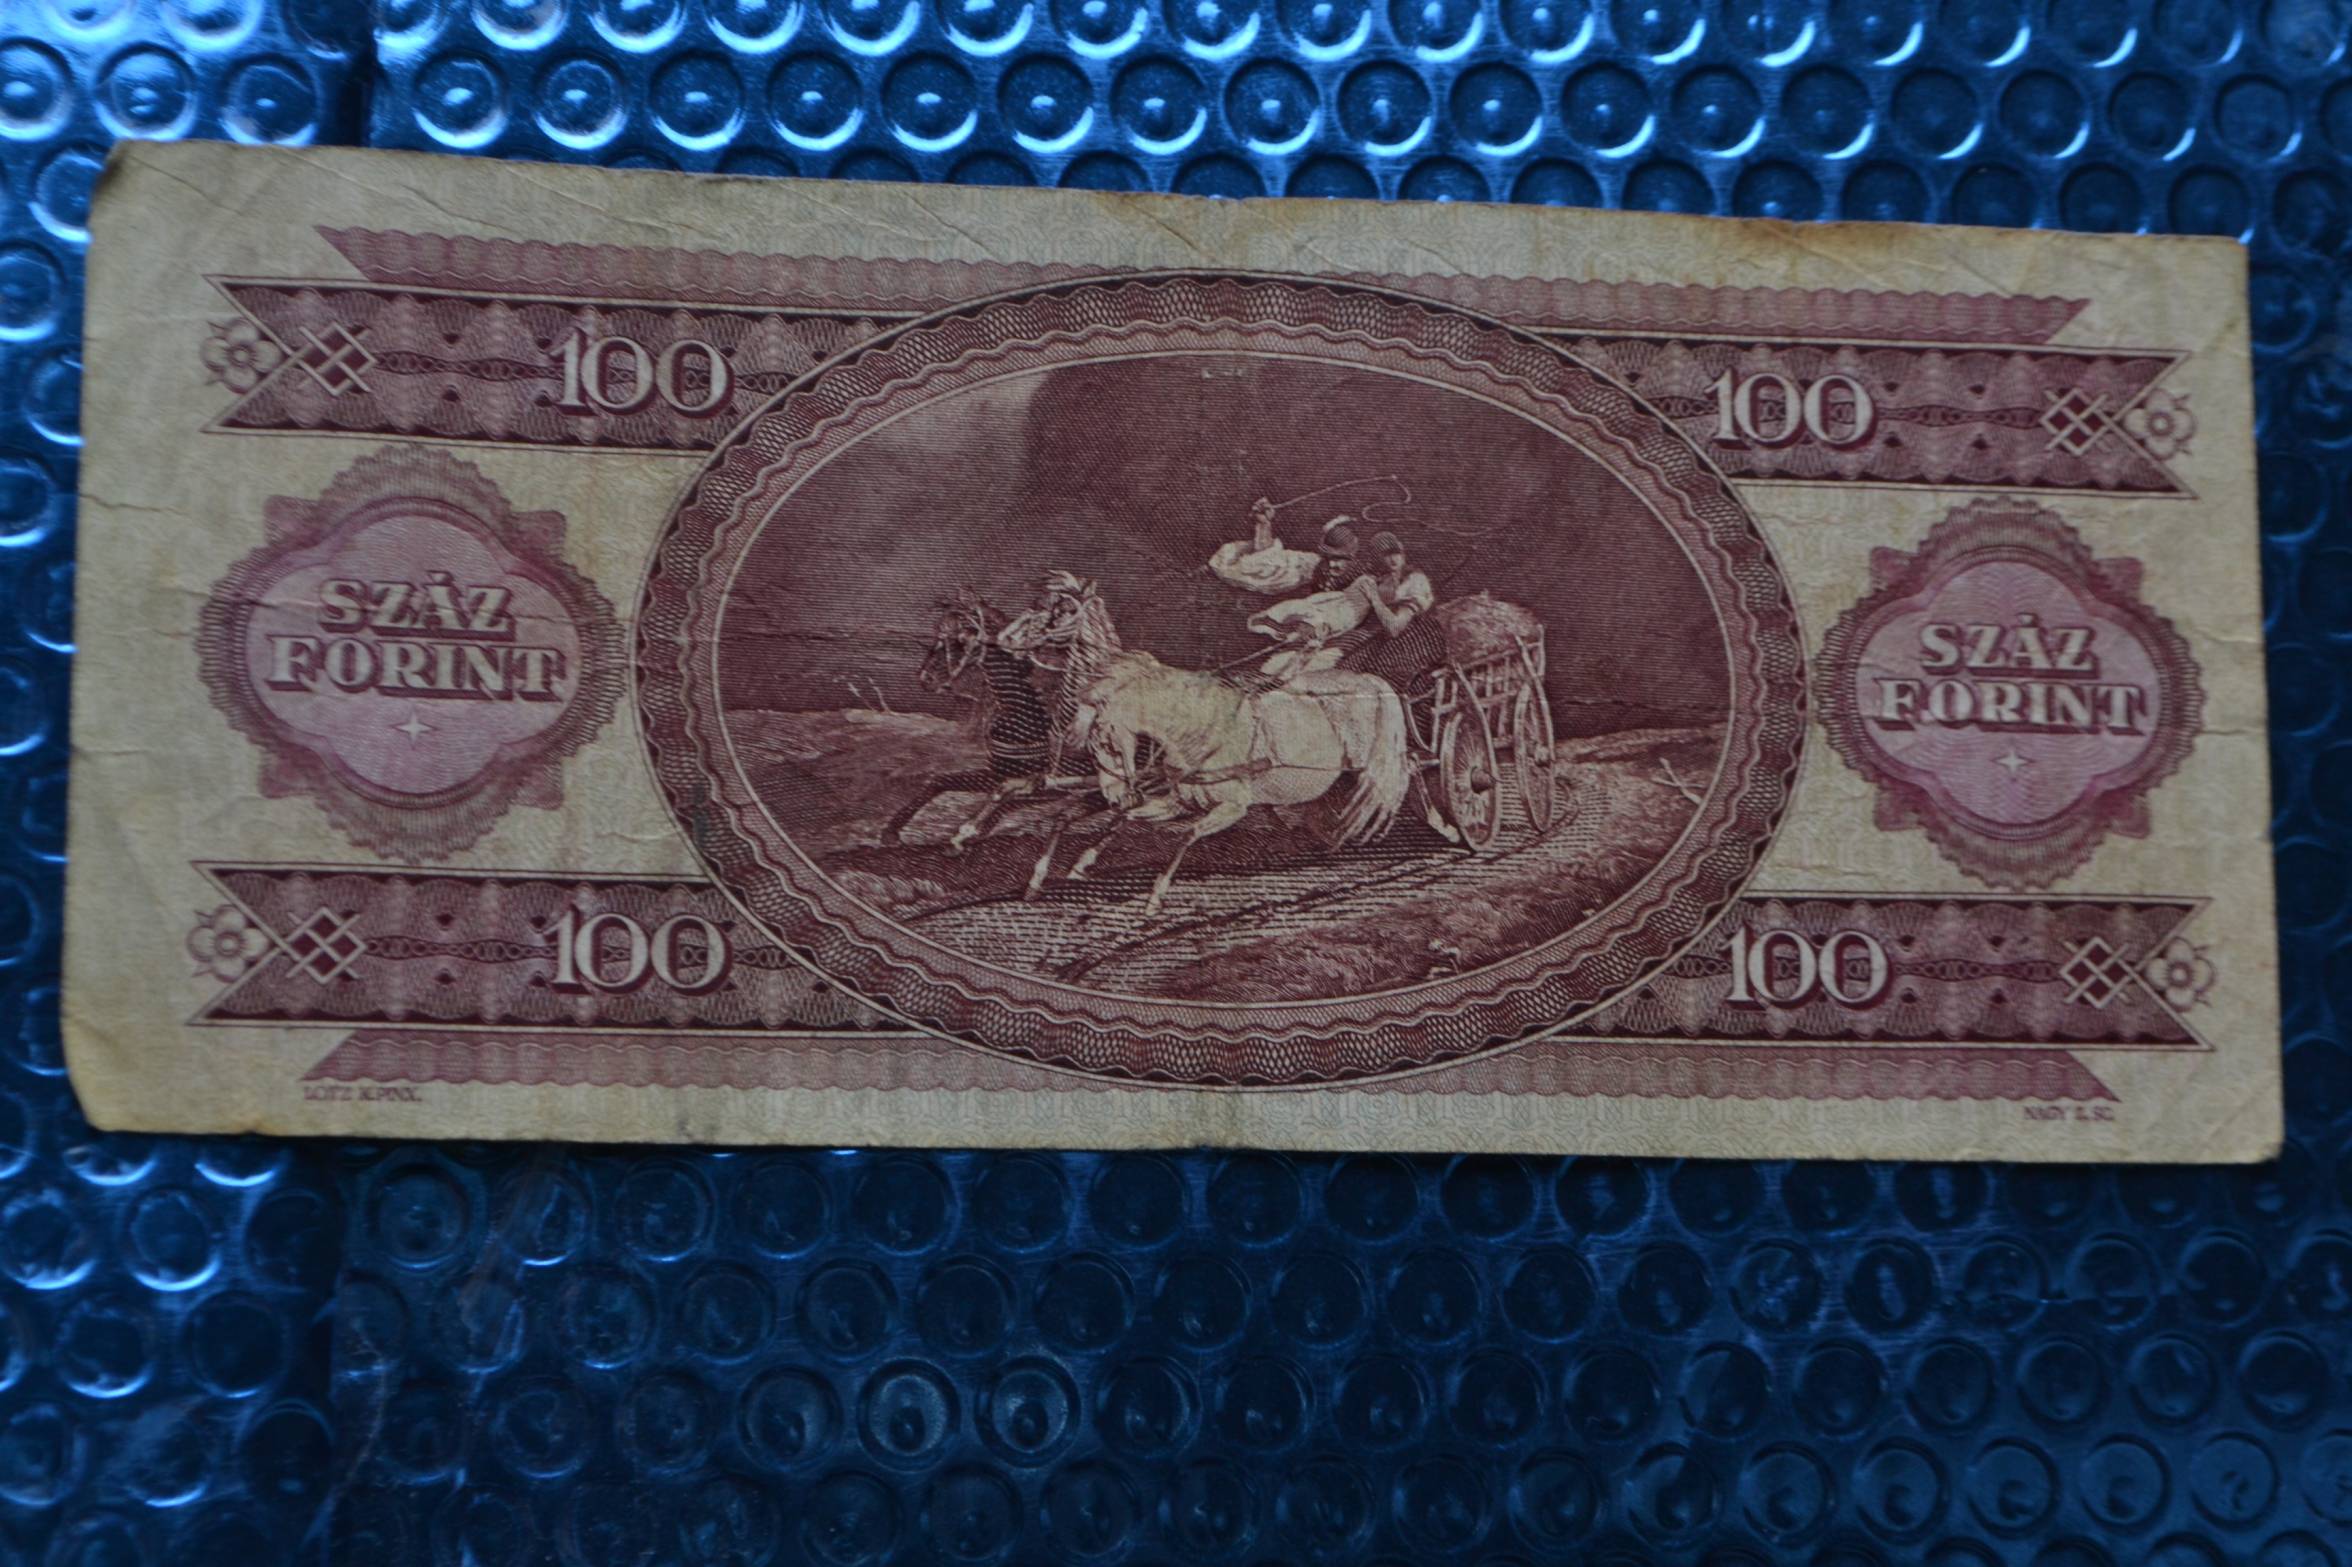 100
100
SZÁZ
FORINT
SZÁZ
FORINT
100
100
LOTZ K. PINX.
NAGY Z. SC.